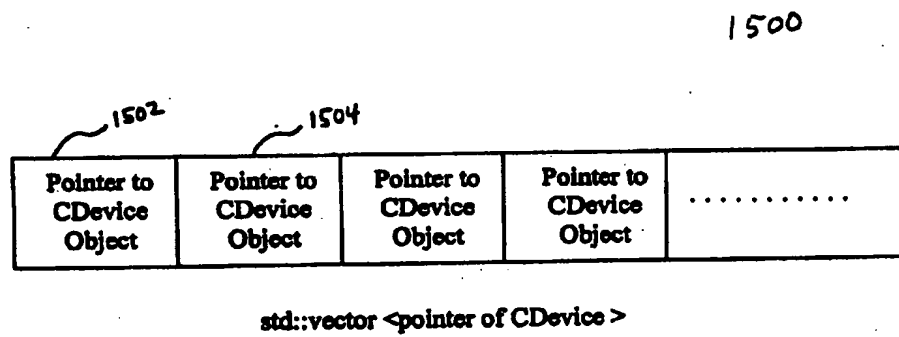 1500
1502
1504
Pointer to
CDevice
Object
Pointer to
CDevice
Object
Pointer to
CDevice
Object
Pointer to
CDevice
Object
...........
std::vector <pointer of CDevice >